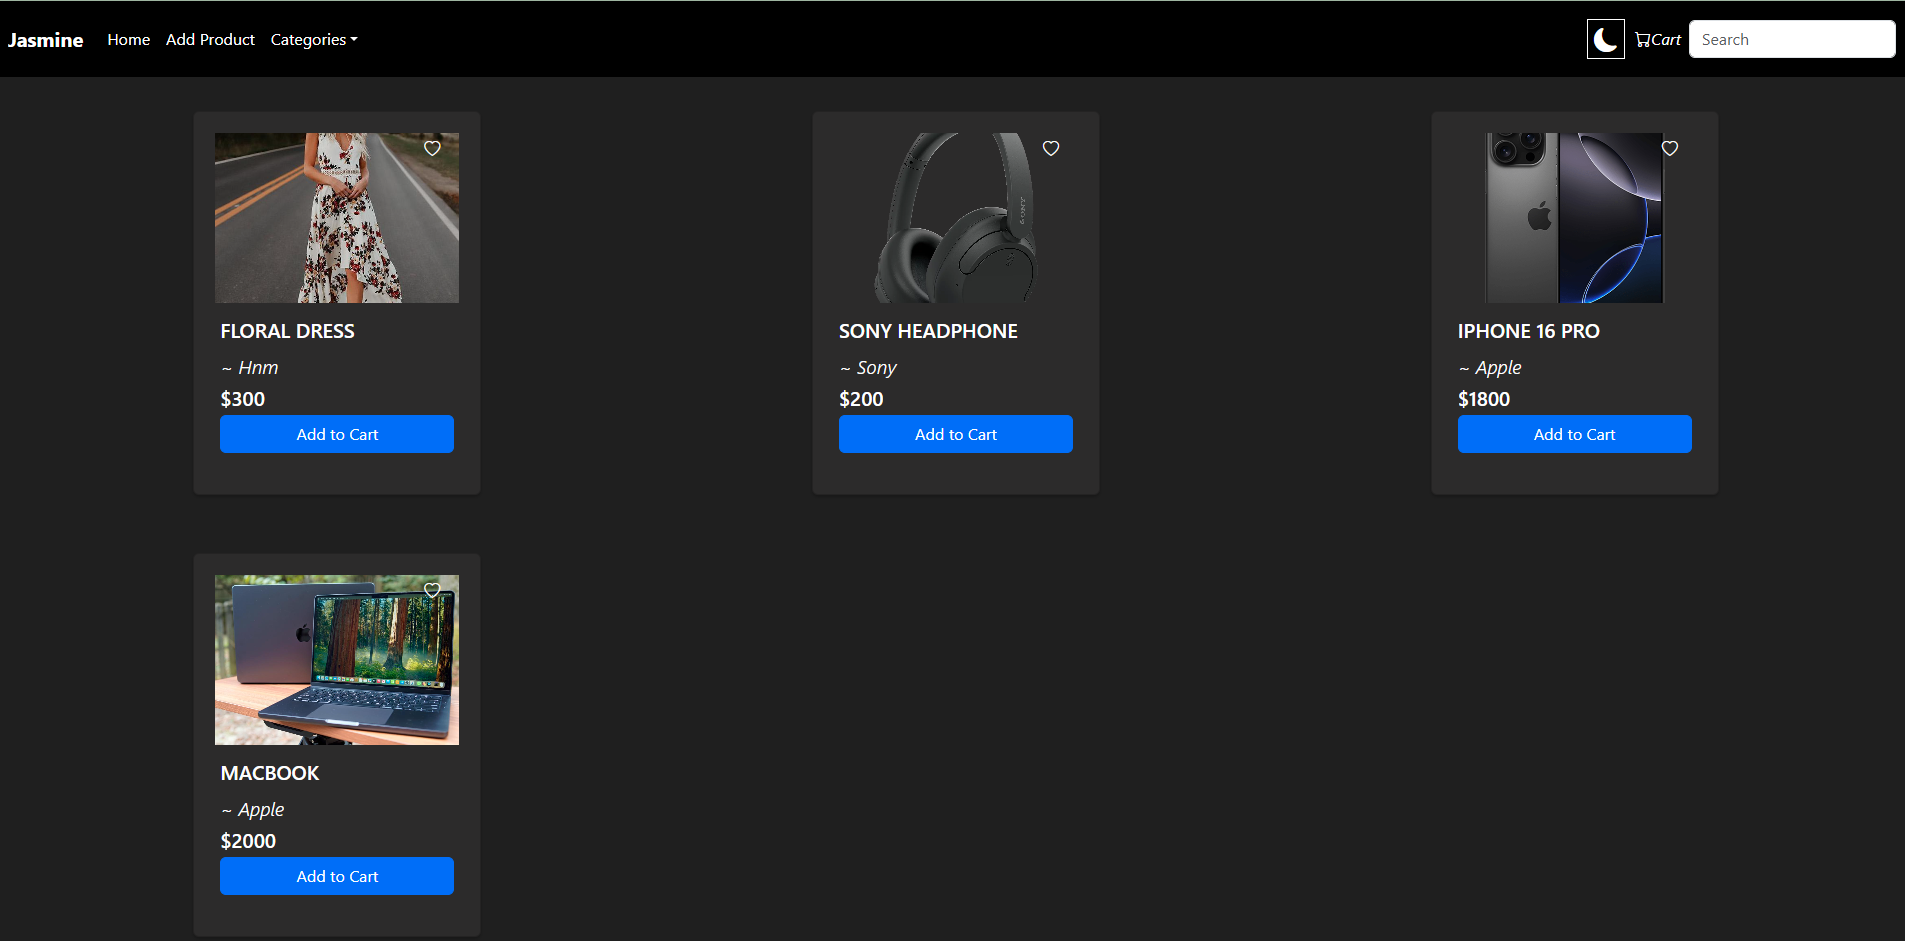 Jasmine Home Add Product Categories Cart Search
FLORAL DRESS
~ Hnm
$300
Add to Cart
SONY HEADPHONE
~ Sony
$200
Add to Cart
IPHONE 16 PRO
~ Apple
$1800
Add to Cart
MACBOOK
~ Apple
$2000
Add to Cart
SONY